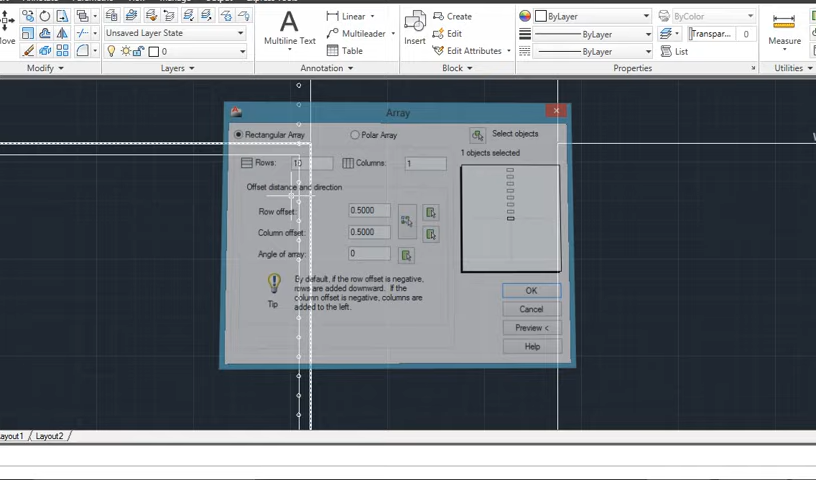 Linear
Create
ByLayer
ByColor
Move
Unsaved Layer State
Multiline Text
Multileader
Insert
Edit
ByLayer
Transpar...
0
Measure
0
Table
Edit Attributes
ByLayer
List
Modify
Layers
Annotation
Block
Properties
Utilities
Array
Rectangular Array
Polar Array
Select objects
1 objects selected
Rows:
10
Columns:
1
Offset distance and direction
Row offset:
0.5000
Column offset:
0.5000
Angle of array:
0
Tip
By default, if the row offset is negative,
rows are added downward. If the
column offset is negative, columns are
added to the left.
OK
Cancel
Preview <
Help
ayout1
Layout2